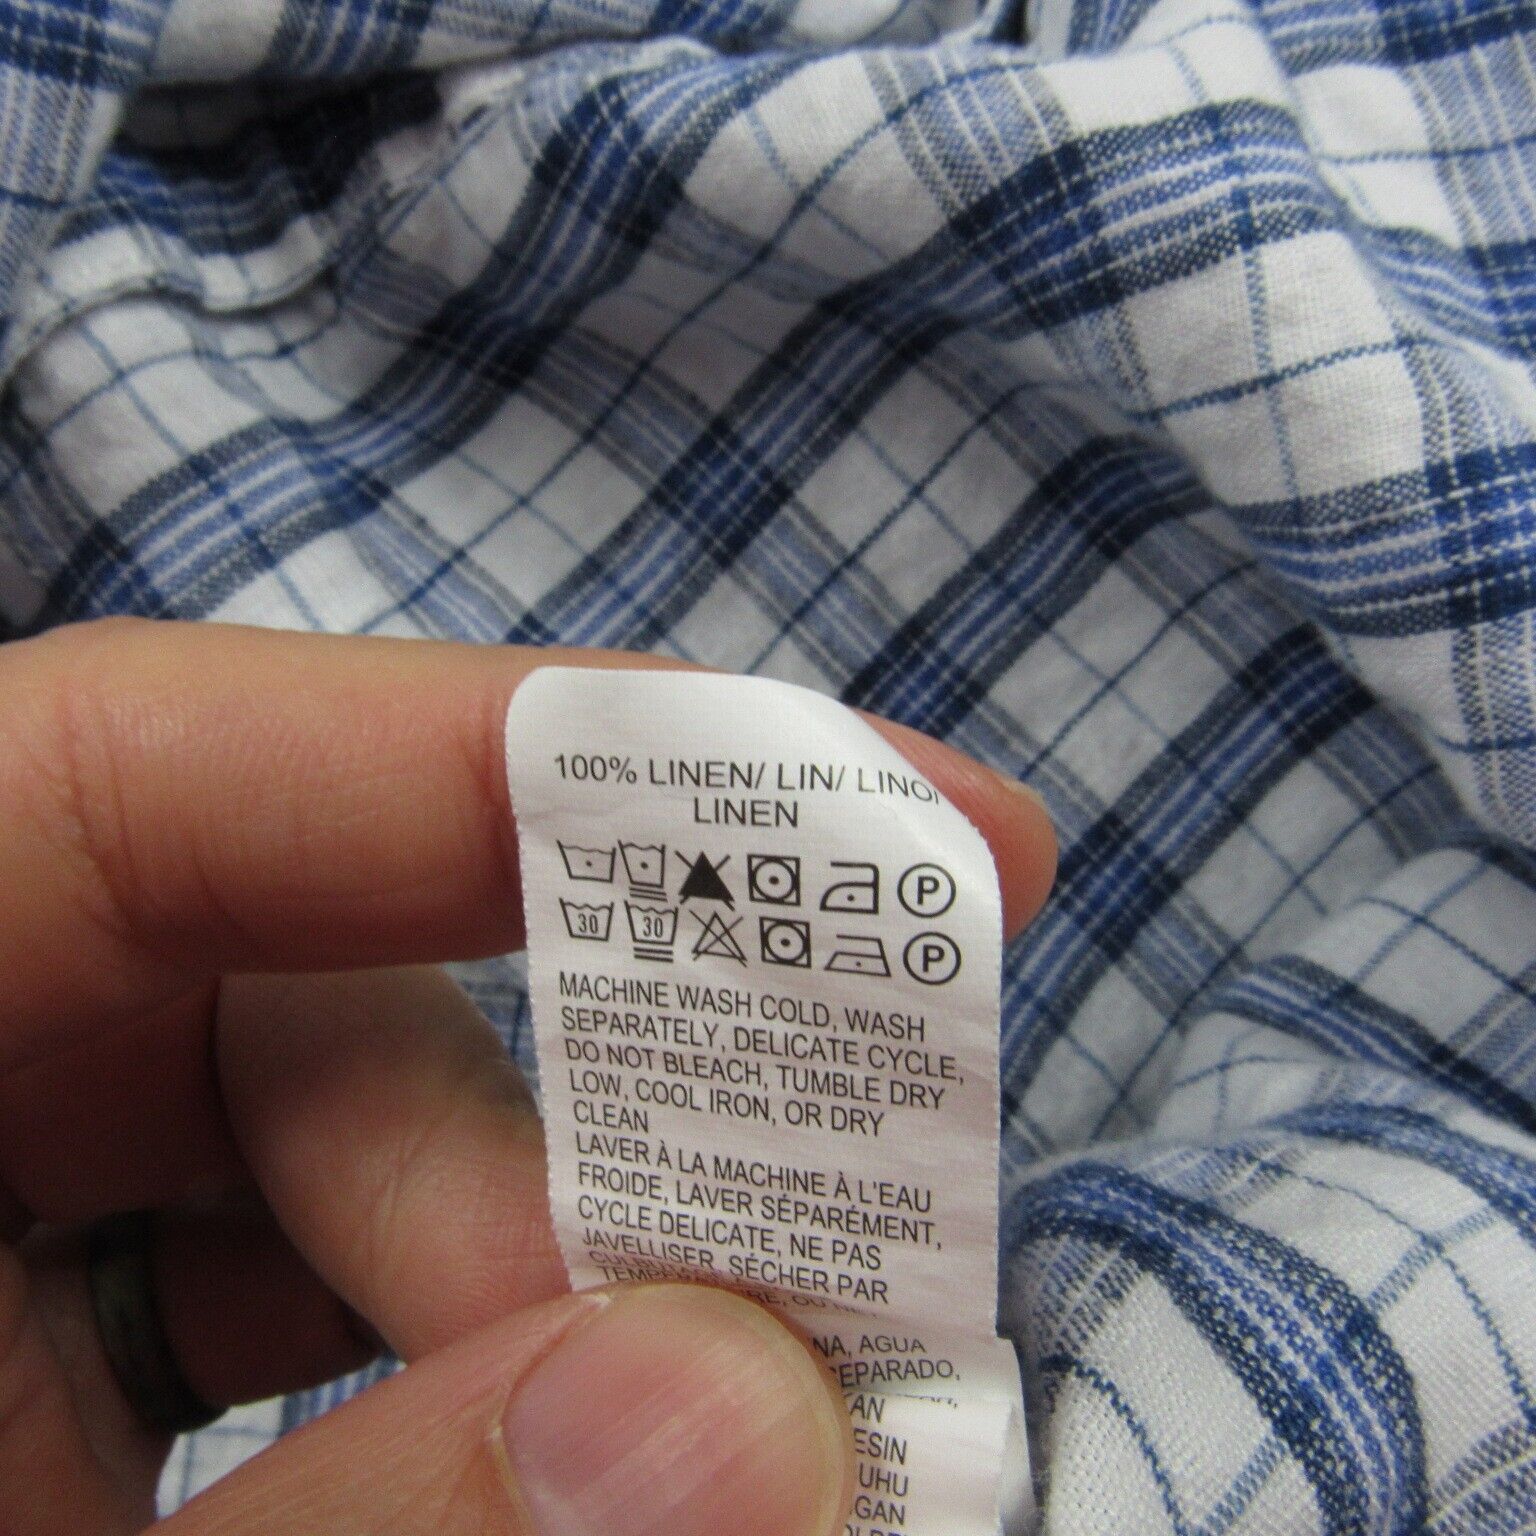 100% LINEN/ LIN/
LINEN
P
30 30 P
MACHINE WASH COLD, WASH
SEPARATELY, DELICATE CYCLE,
DO NOT BLEACH, TUMBLE DRY
LOW, COOL IRON, OR DRY
CLEAN
LAVER À LA MACHINE À L'EAU
FROIDE, LAVER SÉPARÉMENT,
CYCLE DELICATE, NE PAS
JAVELLISER, SÉCHER PAR
AGUA